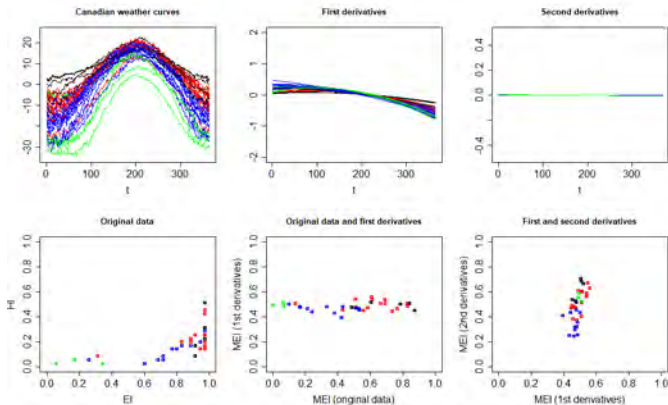 Canadian weather curves
First derivatives
Second derivatives
20
10
0
-10
-30
0 100 200 300
t
2
1
0
-1
-2
0 100 200 300
t
0.4
0.2
0.0
-0.4
0 100 200 300
t
Original data
Original data and first derivatives
First and second derivatives
HI
1.0
0.8
0.6
0.4
0.2
0.0
0.0 0.2 0.4 0.6 0.8 1.0
EI
MEI (1st derivatives)
1.0
0.8
0.6
0.4
0.2
0.0
0.0 0.2 0.4 0.6 0.8 1.0
MEI (original data)
MEI (2nd derivatives)
1.0
0.8
0.6
0.4
0.2
0.0
0.0 0.2 0.4 0.6 0.8 1.0
MEI (1st derivatives)